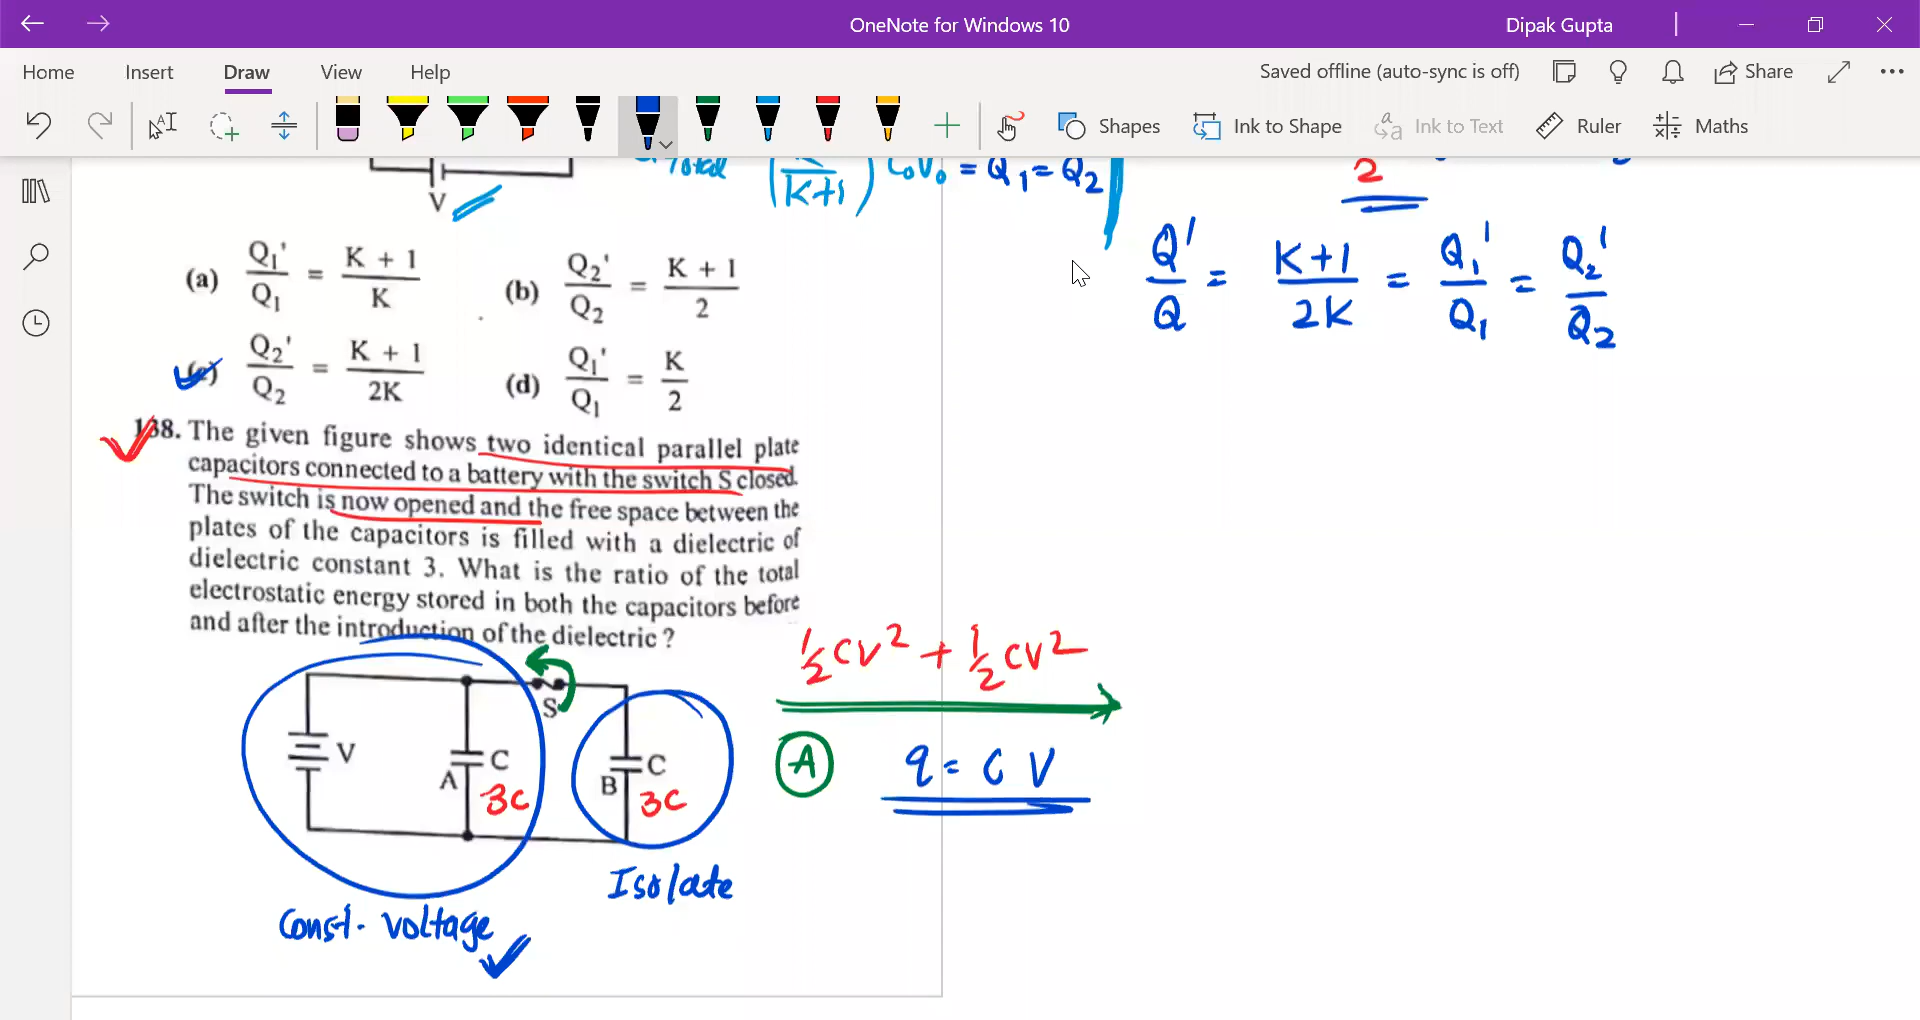 OneNote for Windows 10
Dipak Gupta
Home Insert Draw View Help
Saved offline (auto-sync is off) Share
Shapes Ink to Shape Ink to Text Ruler Maths
V
Total (K/K+1) C₀V₀ = Q₁ = Q₂
2
Q'/Q = K+1/2K = Q₁'/Q₁ = Q₂'/Q₂
(a) Q₁'/Q₁ = K + 1/K (b) Q₂'/Q₂ = K + 1/2
(c) Q₂'/Q₂ = K + 1/2K (d) Q₁'/Q₁ = K/2
138. The given figure shows two identical parallel plate
capacitors connected to a battery with the switch S closed.
The switch is now opened and the free space between the
plates of the capacitors is filled with a dielectric of
dielectric constant 3. What is the ratio of the total
electrostatic energy stored in both the capacitors before
and after the introduction of the dielectric ?
½CV² + ½CV²
S
V
A C
3C
B C
3C
A q = C V
Isolate
Const. voltage